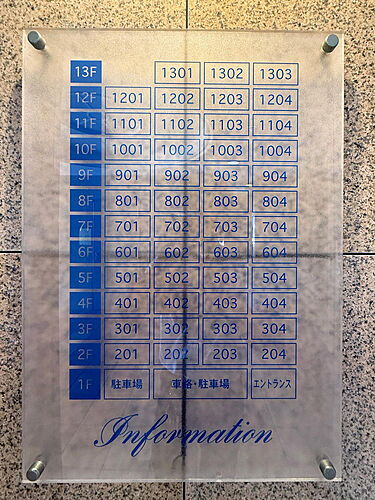 13F 1301 1302 1303
12F 1201 1202 1203 1204
11F 1101 1102 1103 1104
10F 1001 1002 1003 1004
9F 901 902 903 904
8F 801 802 803 804
7F 701 702 703 704
6F 601 602 603 604
5F 501 502 503 504
4F 401 402 403 404
3F 301 302 303 304
2F 201 202 203 204
1F 駐車場 車路・駐車場 エントランス
Information